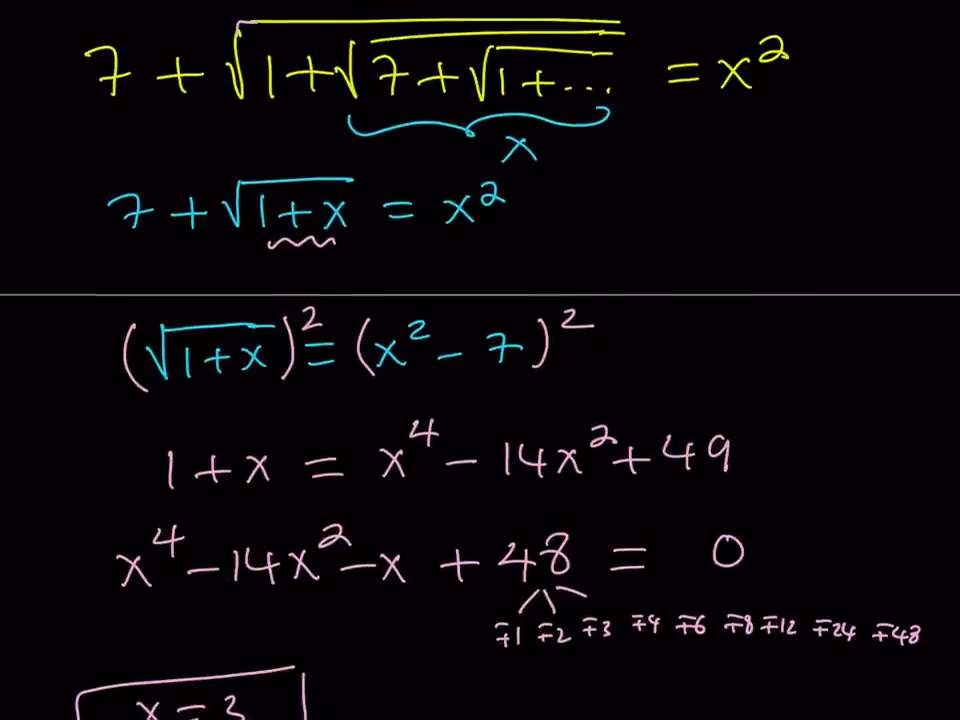 7 + √(1 + √(7 + √(1 + ...))) = x²
x
7 + √(1 + x) = x²
(√(1 + x))² = (x² - 7)²
1 + x = x⁴ - 14x² + 49
x⁴ - 14x² - x + 48 = 0
∓1 ∓2 ∓3 ∓4 ∓6 ∓8 ∓12 ∓24 ∓48
x = 3